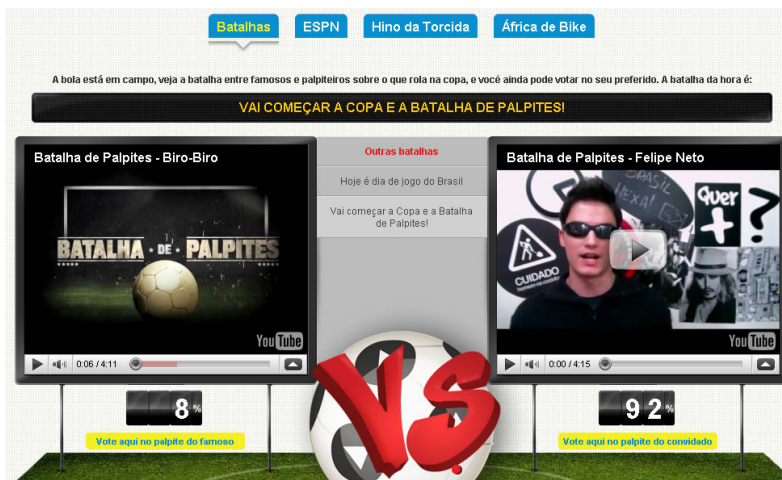 Batalhas
ESPN
Hino da Torcida
África de Bike
A bola está em campo, veja a batalha entre famosos e palpiteiros sobre o que rola na copa, e você ainda pode votar no seu preferido. A batalha da hora é:
VAI COMEÇAR A COPA E A BATALHA DE PALPITES!
Batalha de Palpites - Biro-Biro
BATALHA DE PALPITES
YouTube
0:06 / 4:11
8%
Vote aqui no palpite do famoso
Outras batalhas
Hoje é dia de jogo do Brasil
Vai começar a Copa e a Batalha
de Palpites!
VS
Batalha de Palpites - Felipe Neto
BRASIL
HEXA!
Quer
+
?
CUIDADO
YouTube
0:00 / 4:15
92%
Vote aqui no palpite do convidado